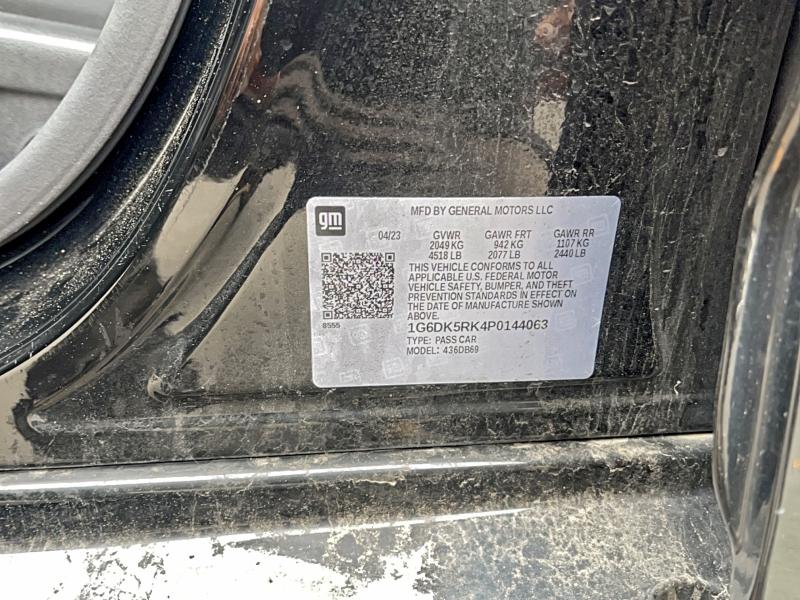 gm
MFD BY GENERAL MOTORS LLC
04/23 GVWR GAWR FRT GAWR RR
2049 KG 942 KG 1107 KG
4518 LB 2077 LB 2440 LB
THIS VEHICLE CONFORMS TO ALL
APPLICABLE U.S. FEDERAL MOTOR
VEHICLE SAFETY, BUMPER, AND THEFT
PREVENTION STANDARDS IN EFFECT ON
THE DATE OF MANUFACTURE SHOWN
ABOVE.
8555
1G6DK5RK4P0144063
TYPE: PASS CAR
MODEL: 436DB69